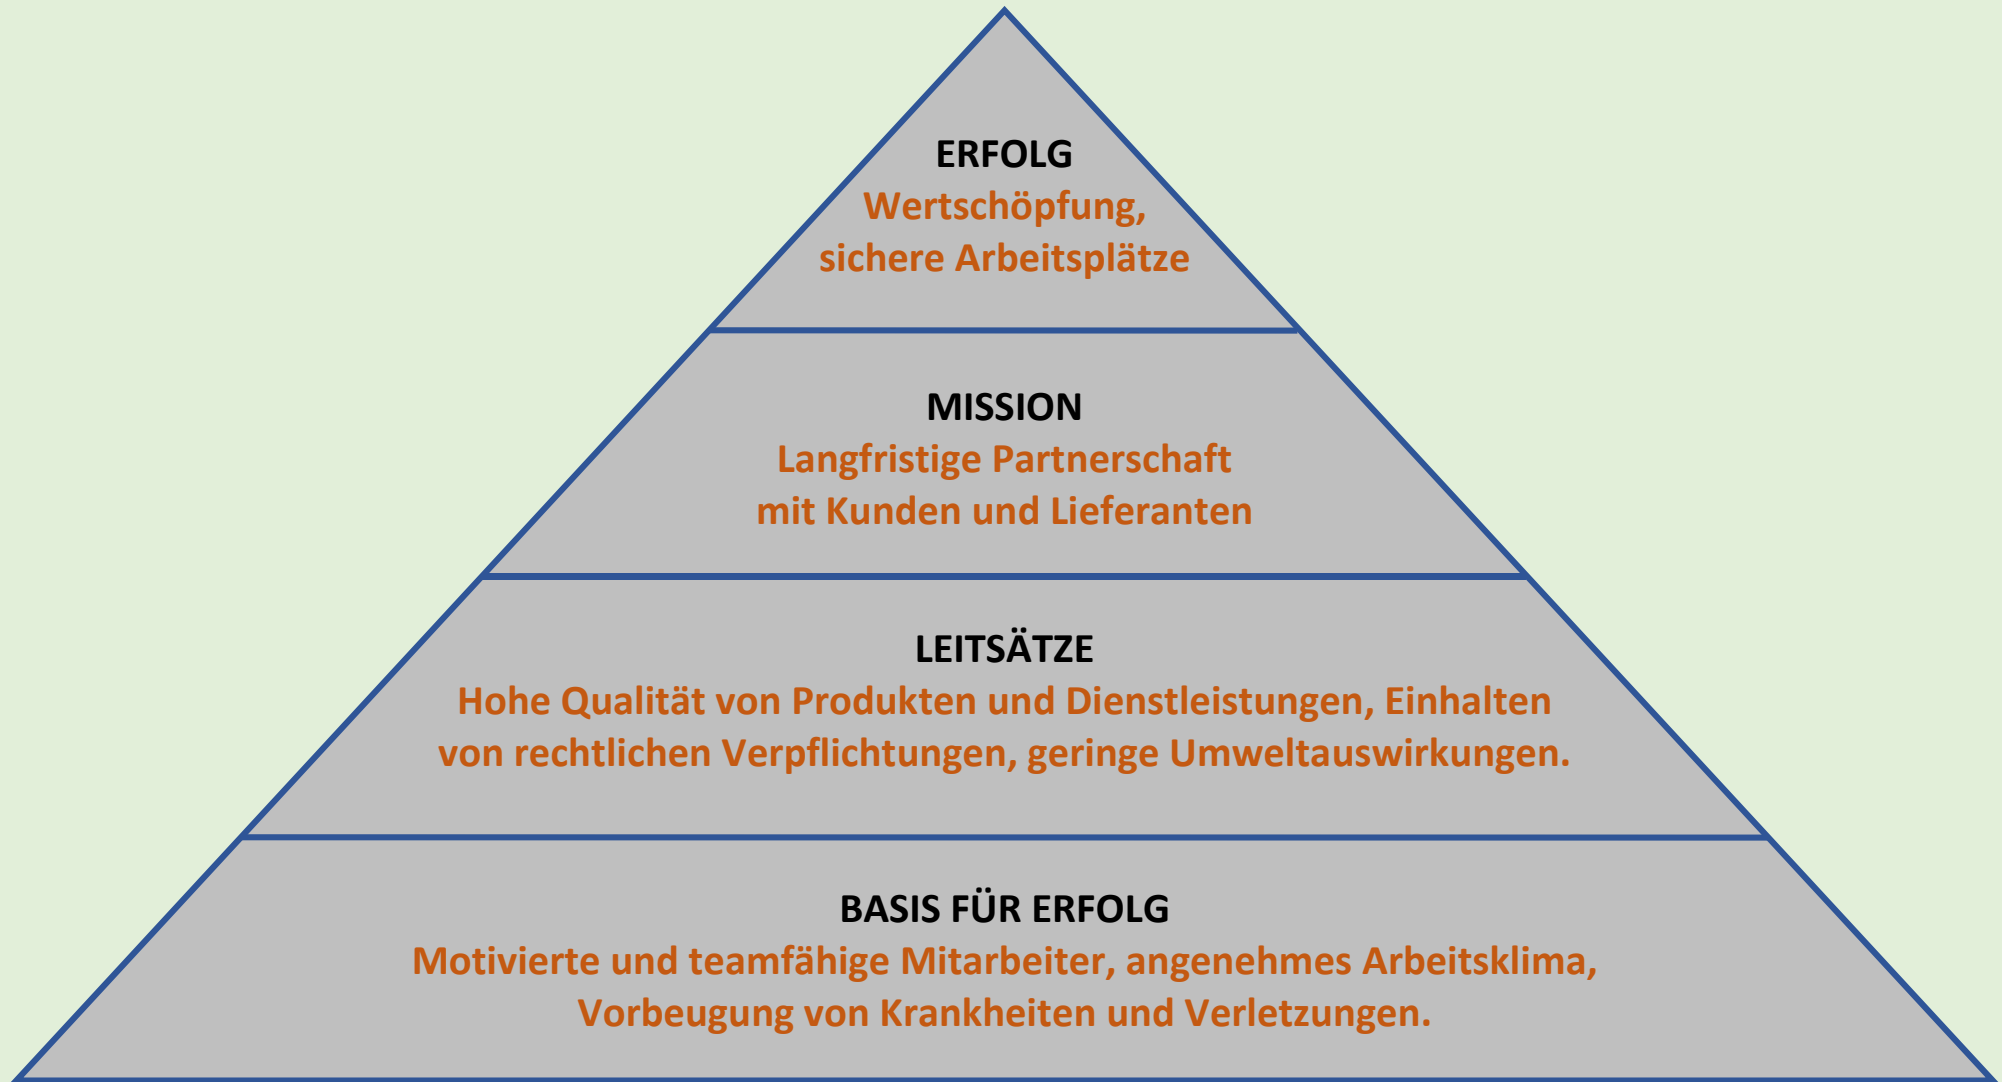 ERFOLG
Wertschöpfung,
sichere Arbeitsplätze
MISSION
Langfristige Partnerschaft
mit Kunden und Lieferanten
LEITSÄTZE
Hohe Qualität von Produkten und Dienstleistungen, Einhalten
von rechtlichen Verpflichtungen, geringe Umweltauswirkungen.
BASIS FÜR ERFOLG
Motivierte und teamfähige Mitarbeiter, angenehmes Arbeitsklima,
Vorbeugung von Krankheiten und Verletzungen.